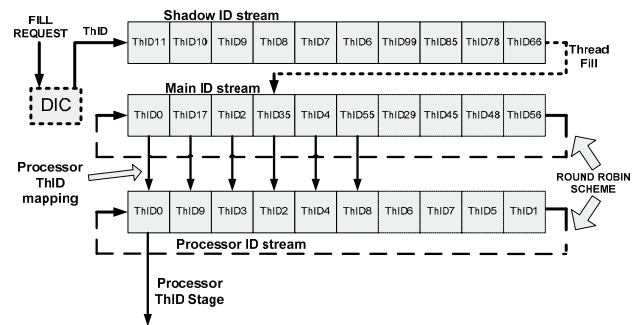 Shadow ID stream
FILL
REQUEST
ThID
ThID11 ThID10 ThID9 ThID8 ThID7 ThID6 ThID99 ThID85 ThID78 ThID66
Thread
Fill
DIC
Main ID stream
ThID0 ThID17 ThID2 ThID35 ThID4 ThID55 ThID29 ThID45 ThID48 ThID56
Processor
ThID
mapping
ROUND ROBIN
SCHEME
ThID0 ThID9 ThID3 ThID2 ThID4 ThID8 ThID6 ThID7 ThID5 ThID1
Processor ID stream
Processor
ThID Stage